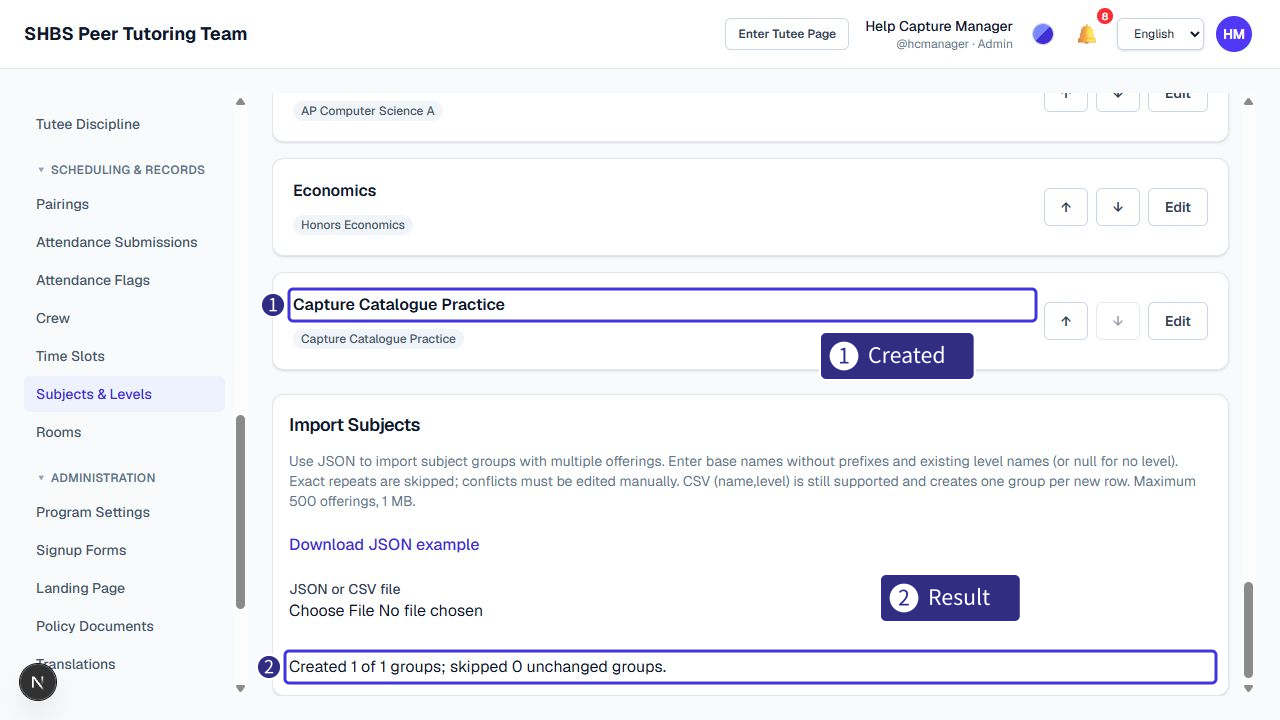 SHBS Peer Tutoring Team
Enter Tutee Page
Help Capture Manager
@hcmanager · Admin
8
English
HM
Tutee Discipline
SCHEDULING & RECORDS
Pairings
Attendance Submissions
Attendance Flags
Crew
Time Slots
Subjects & Levels
Rooms
ADMINISTRATION
Program Settings
Signup Forms
Landing Page
Policy Documents
Translations
N
AP Computer Science A
↑ ↓ Edit
Economics
Honors Economics
↑ ↓ Edit
1 Capture Catalogue Practice
Capture Catalogue Practice
↑ ↓ Edit
1 Created
Import Subjects
Use JSON to import subject groups with multiple offerings. Enter base names without prefixes and existing level names (or null for no level).
Exact repeats are skipped; conflicts must be edited manually. CSV (name,level) is still supported and creates one group per new row. Maximum
500 offerings, 1 MB.
Download JSON example
JSON or CSV file
Choose File No file chosen
2 Result
2 Created 1 of 1 groups; skipped 0 unchanged groups.